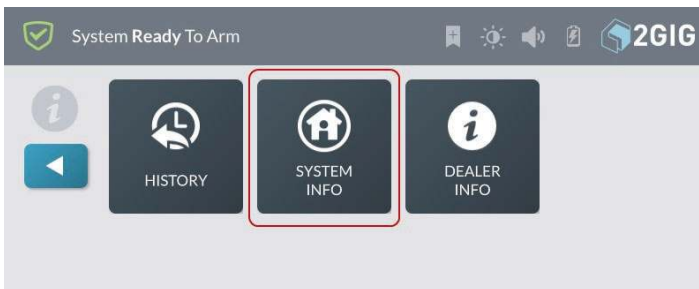 System Ready To Arm
2GIG
HISTORY
SYSTEM
INFO
DEALER
INFO